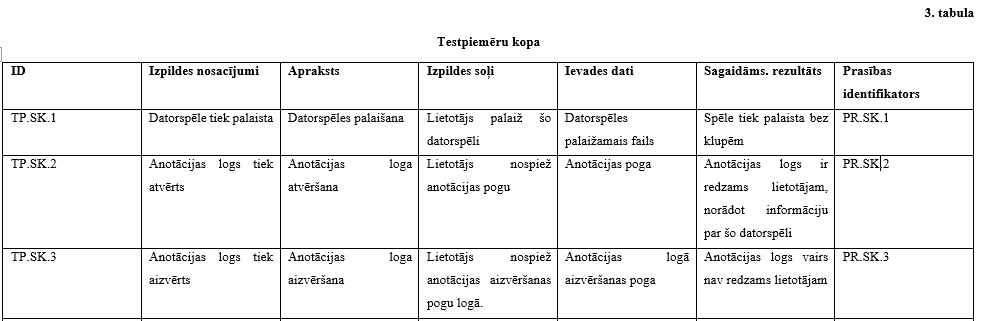 3. tabula
Testpiemēru kopa
ID
Izpildes nosacījumi
Apraksts
Izpildes soļi
Ievades dati
Sagaidāms. rezultāts
Prasības
identifikators
TP.SK.1
Datorspēle tiek palaista
Datorspēles palaišana
Lietotājs palaiž šo
datorspēli
Datorspēles
palaižamais fails
Spēle tiek palaista bez
klupēm
PR.SK.1
TP.SK.2
Anotācijas logs tiek
atvērts
Anotācijas loga
atvēršana
Lietotājs nospiež
anotācijas pogu
Anotācijas poga
Anotācijas logs ir
redzams lietotājam,
norādot informāciju
par šo datorspēli
PR.SK.2
TP.SK.3
Anotācijas logs tiek
aizvērts
Anotācijas loga
aizvēršana
Lietotājs nospiež
anotācijas aizvēršanas
pogu logā.
Anotācijas logā
aizvēršanas poga
Anotācijas logs vairs
nav redzams lietotājam
PR.SK.3